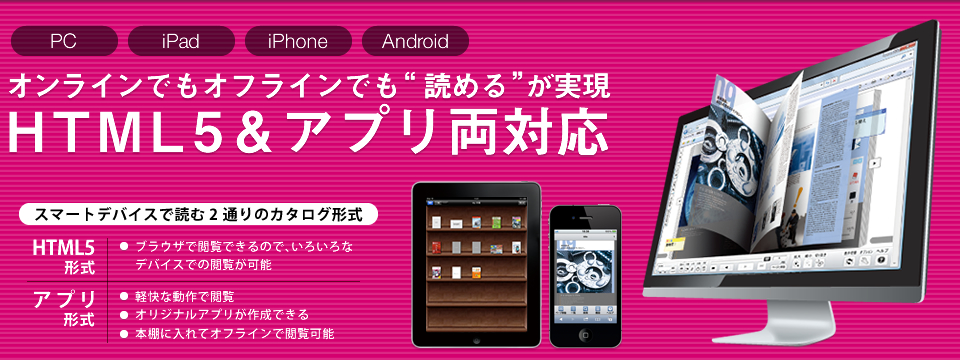 PC
iPad
iPhone
Android
オンラインでもオフラインでも“読める”が実現
HTML5＆アプリ両対応
スマートデバイスで読む2通りのカタログ形式
HTML5
形式
● ブラウザで閲覧できるので、いろいろな
デバイスでの閲覧が可能
アプリ
形式
● 軽快な動作で閲覧
● オリジナルアプリが作成できる
● 本棚に入れてオフラインで閲覧可能